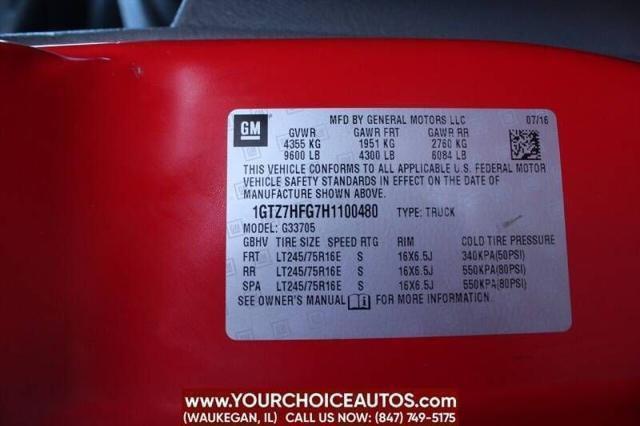 GM
MFD BY GENERAL MOTORS LLC 07/16
GVWR GAWR FRT GAWR RR
4355 KG 1951 KG 2760 KG
9600 LB 4300 LB 6084 LB
THIS VEHICLE CONFORMS TO ALL APPLICABLE U.S. FEDERAL MOTOR
VEHICLE SAFETY STANDARDS IN EFFECT ON THE DATE OF
MANUFACTURE SHOWN ABOVE.
1GTZ7HFG7H1100480 TYPE: TRUCK
MODEL: G33705
GBHV TIRE SIZE SPEED RTG RIM COLD TIRE PRESSURE
FRT LT245/75R16E S 16X6.5J 340KPA(50PSI)
RR LT245/75R16E S 16X6.5J 550KPA(80PSI)
SPA LT245/75R16E S 16X6.5J 550KPA(80PSI)
SEE OWNER'S MANUAL FOR MORE INFORMATION.
www.YOURCHOICEAUTOS.com
(WAUKEGAN, IL) CALL US NOW: (847) 749-5175